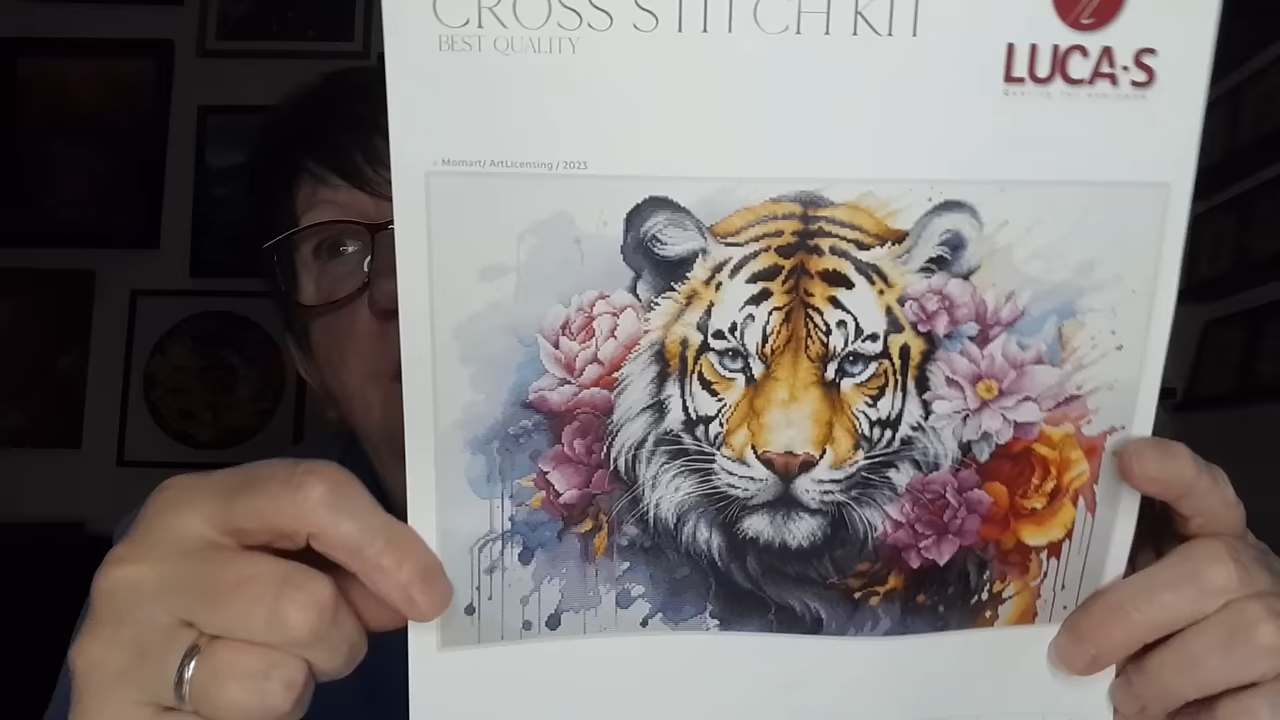 CROSS STITCH KIT
BEST QUALITY
LUCA-S
© Momart/ ArtLicensing / 2023